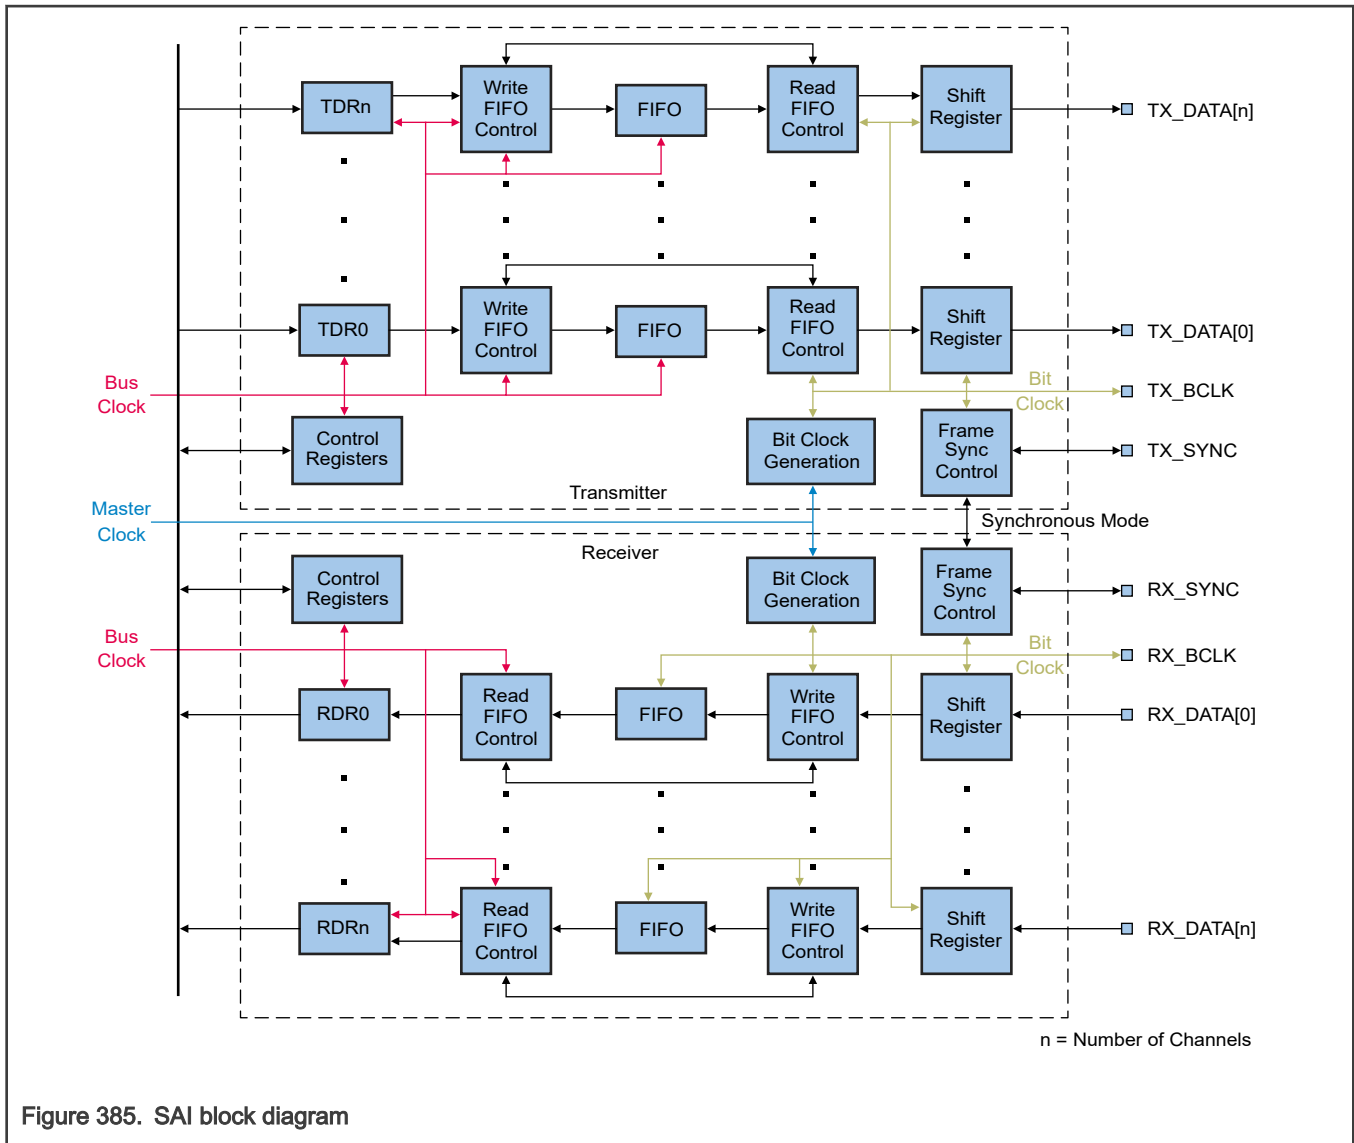 TDRn
Write
FIFO
Control
FIFO
Read
FIFO
Control
Shift
Register
TX_DATA[n]
TDR0
Write
FIFO
Control
FIFO
Read
FIFO
Control
Shift
Register
TX_DATA[0]
Bus
Clock
Bit
Clock
TX_BCLK
Control
Registers
Bit Clock
Generation
Frame
Sync
Control
TX_SYNC
Transmitter
Master
Clock
Synchronous Mode
Receiver
Control
Registers
Bit Clock
Generation
Frame
Sync
Control
RX_SYNC
Bus
Clock
Bit
Clock
RX_BCLK
RDR0
Read
FIFO
Control
FIFO
Write
FIFO
Control
Shift
Register
RX_DATA[0]
RDRn
Read
FIFO
Control
FIFO
Write
FIFO
Control
Shift
Register
RX_DATA[n]
n = Number of Channels
Figure 385. SAI block diagram